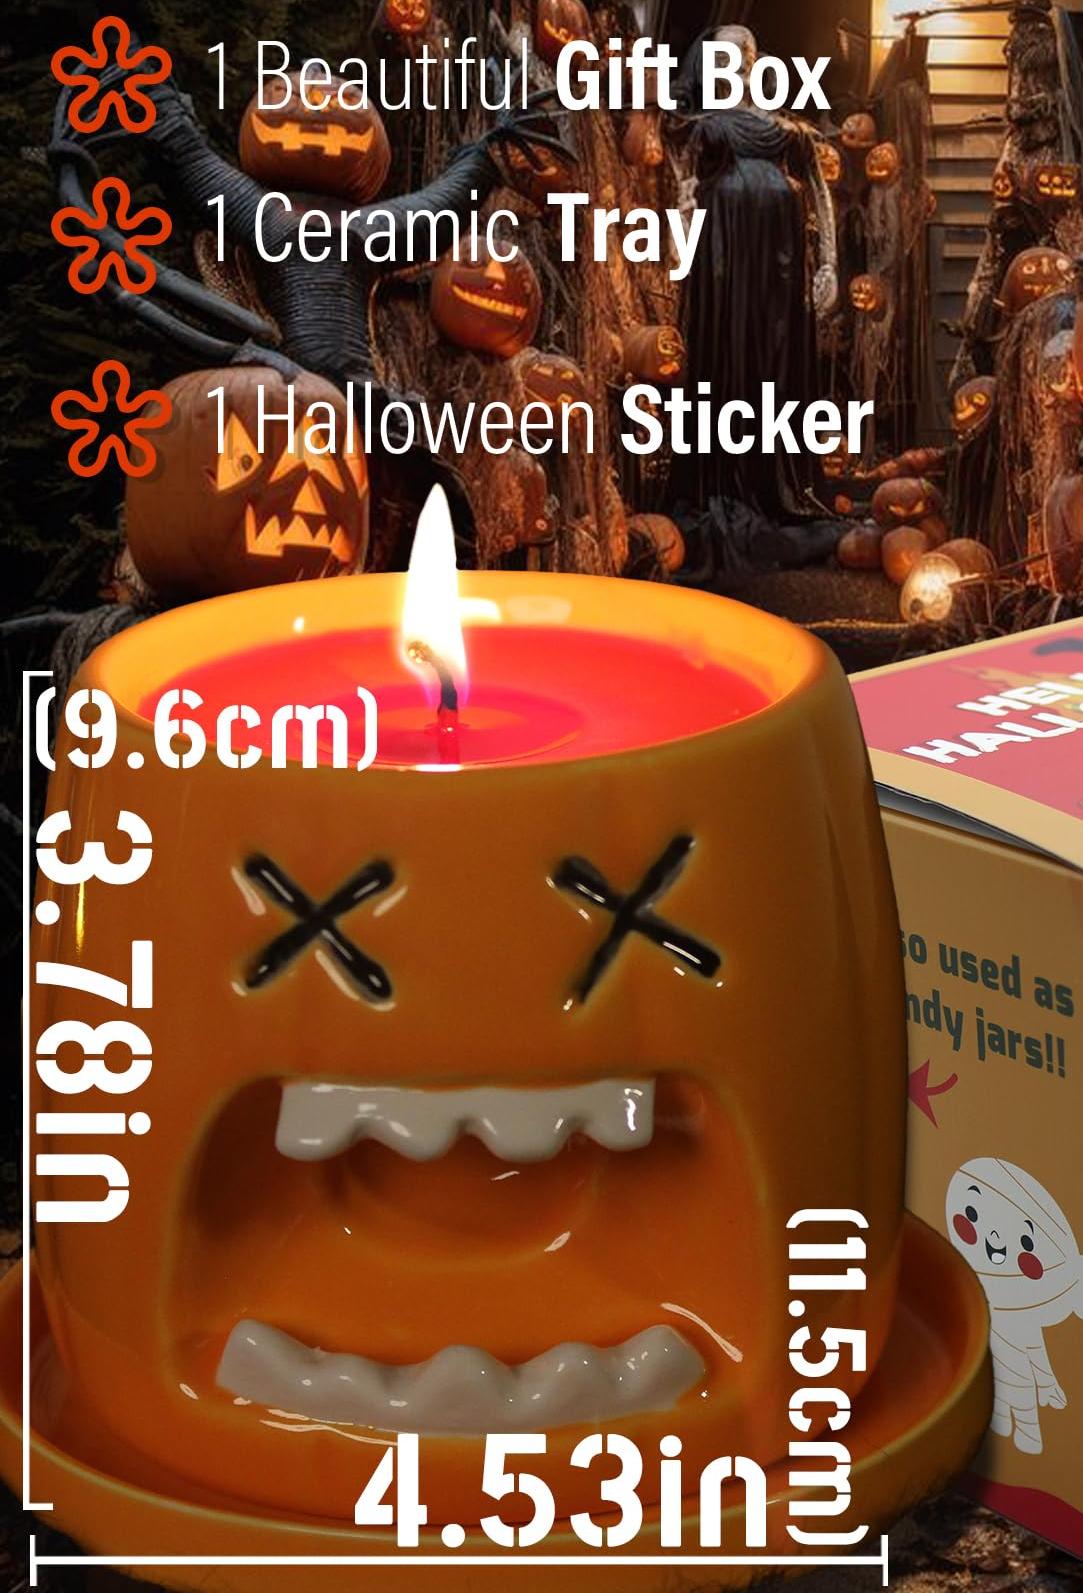 1 Beautiful Gift Box
1 Ceramic Tray
1 Halloween Sticker
(9.6cm)
3.78in
4.53in
(11.5cm)
used as
jars!!